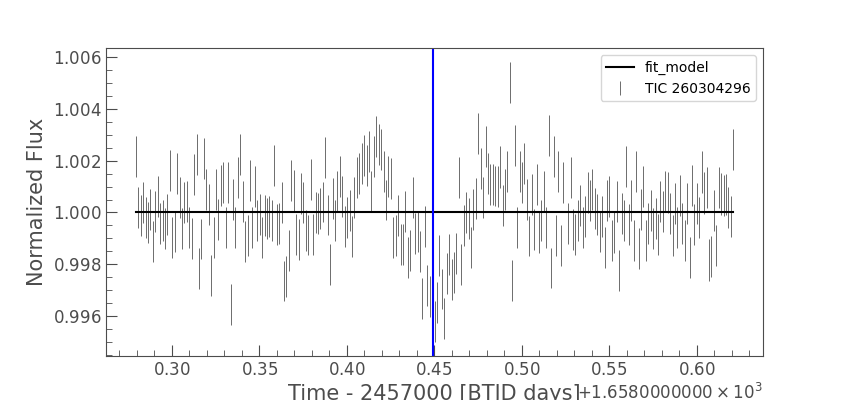 1.006
1.004
1.002
1.000
0.998
0.996
Normalized Flux
fit_model
TIC 260304296
0.30 0.35 0.40 0.45 0.50 0.55 0.60
Time - 2457000 [BTJD days]
+1.6580000000 × 10³